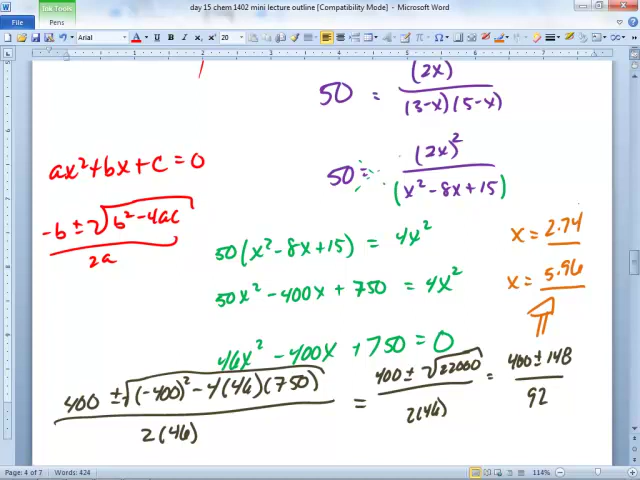 day 15 chem 1402 mini lecture outline [Compatibility Mode] - Microsoft Word
Ink Tools
File
Pens
Arial
20
50 = (2x) / (3-x)(5-x)
50 = (2x)² / (x² - 8x + 15)
ax² + bx + c = 0
-b ± √b² - 4ac / 2a
50(x² - 8x + 15) = 4x²
50x² - 400x + 750 = 4x²
46x² - 400x + 750 = 0
x = 2.74
x = 5.96
400 ± √(-400)² - 4(46)(750) / 2(46) = 400 ± √22000 / 2(46) = 400 ± 148 / 92
Page: 4 of 7
Words: 424
114%